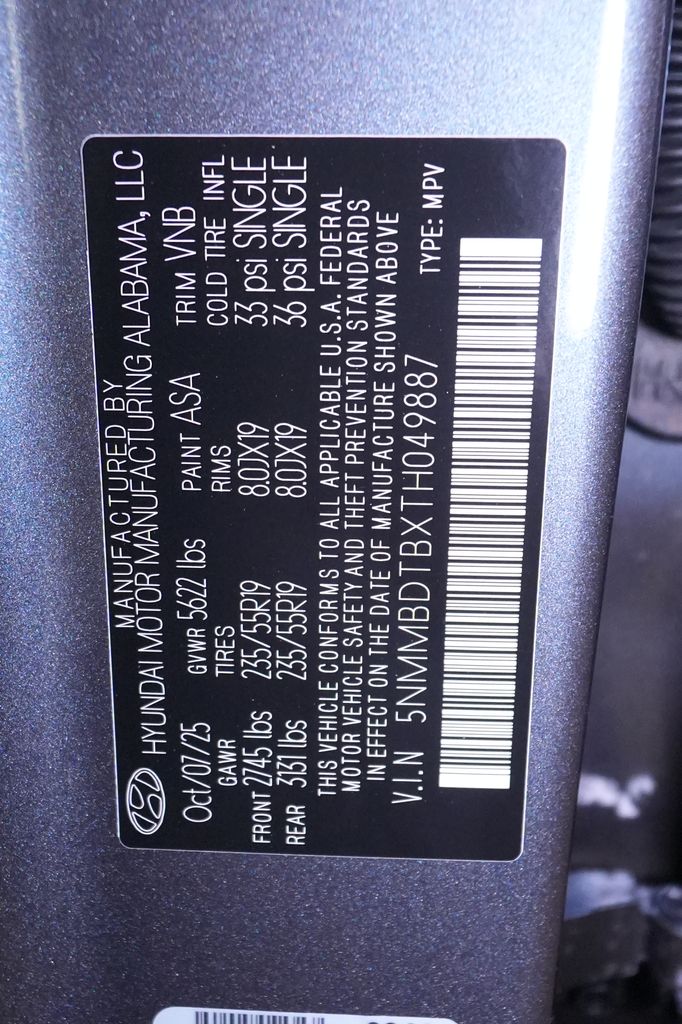 MANUFACTURED BY
HYUNDAI MOTOR MANUFACTURING ALABAMA, LLC
Oct/07/25 GVWR 5622 lbs PAINT ASA TRIM VNB
GAWR TIRES RIMS COLD TIRE INFL
FRONT 2745 lbs 235/55R19 8.0JX19 33 psi SINGLE
REAR 3131 lbs 235/55R19 8.0JX19 36 psi SINGLE
THIS VEHICLE CONFORMS TO ALL APPLICABLE U.S.A. FEDERAL
MOTOR VEHICLE SAFETY AND THEFT PREVENTION STANDARDS
IN EFFECT ON THE DATE OF MANUFACTURE SHOWN ABOVE
V.I.N 5NMMBDTBXTH049887 TYPE: MPV